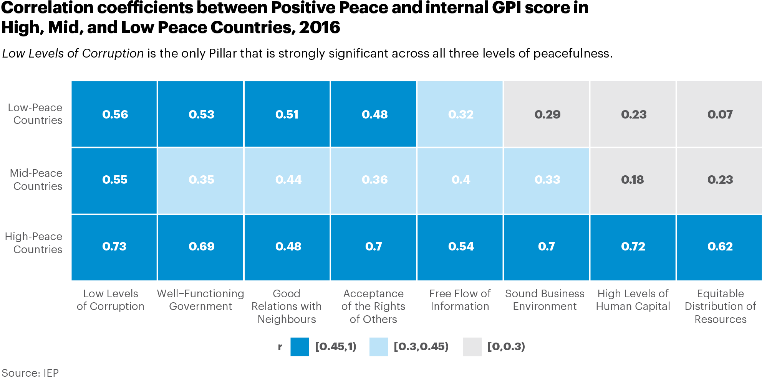 Correlation coefficients between Positive Peace and internal GPI score in
High, Mid, and Low Peace Countries, 2016
Low Levels of Corruption is the only Pillar that is strongly significant across all three levels of peacefulness.
Low-Peace
Countries
0.56 0.53 0.51 0.48 0.32 0.29 0.23 0.07
Mid-Peace
Countries
0.55 0.35 0.44 0.36 0.4 0.33 0.18 0.23
High-Peace
Countries
0.73 0.69 0.48 0.7 0.54 0.7 0.72 0.62
Low Levels
of Corruption
Well–Functioning
Government
Good
Relations with
Neighbours
Acceptance
of the Rights
of Others
Free Flow of
Information
Sound Business
Environment
High Levels of
Human Capital
Equitable
Distribution of
Resources
r [0.45,1) [0.3,0.45) [0,0.3)
Source: IEP